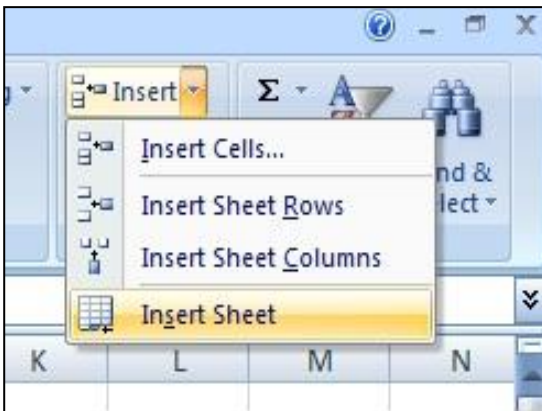 Insert
Σ
A
Insert Cells...
nd &
Insert Sheet Rows
lect
Insert Sheet Columns
Insert Sheet
K L M N